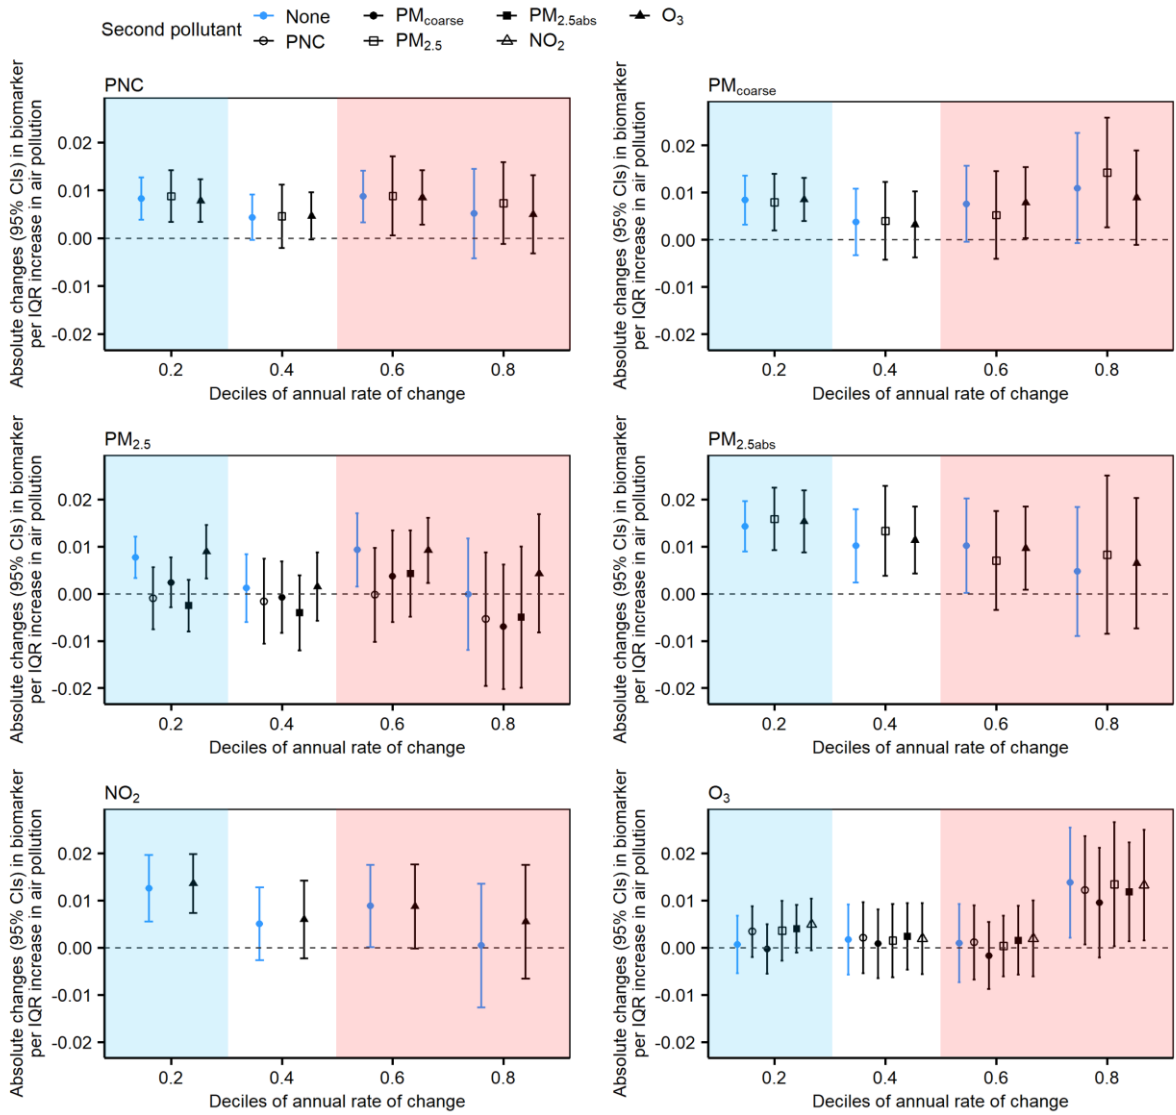 Second pollutant
None
PM coarse
PM 2.5abs
O3
PNC
PM 2.5
NO2
PNC
Absolute changes (95% CIs) in biomarker
per IQR increase in air pollution
0.02
0.01
0.00
-0.01
-0.02
0.2 0.4 0.6 0.8
Deciles of annual rate of change
PM coarse
Absolute changes (95% CIs) in biomarker
per IQR increase in air pollution
0.02
0.01
0.00
-0.01
-0.02
0.2 0.4 0.6 0.8
Deciles of annual rate of change
PM 2.5
Absolute changes (95% CIs) in biomarker
per IQR increase in air pollution
0.02
0.01
0.00
-0.01
-0.02
0.2 0.4 0.6 0.8
Deciles of annual rate of change
PM 2.5abs
Absolute changes (95% CIs) in biomarker
per IQR increase in air pollution
0.02
0.01
0.00
-0.01
-0.02
0.2 0.4 0.6 0.8
Deciles of annual rate of change
NO2
Absolute changes (95% CIs) in biomarker
per IQR increase in air pollution
0.02
0.01
0.00
-0.01
-0.02
0.2 0.4 0.6 0.8
Deciles of annual rate of change
O3
Absolute changes (95% CIs) in biomarker
per IQR increase in air pollution
0.02
0.01
0.00
-0.01
-0.02
0.2 0.4 0.6 0.8
Deciles of annual rate of change